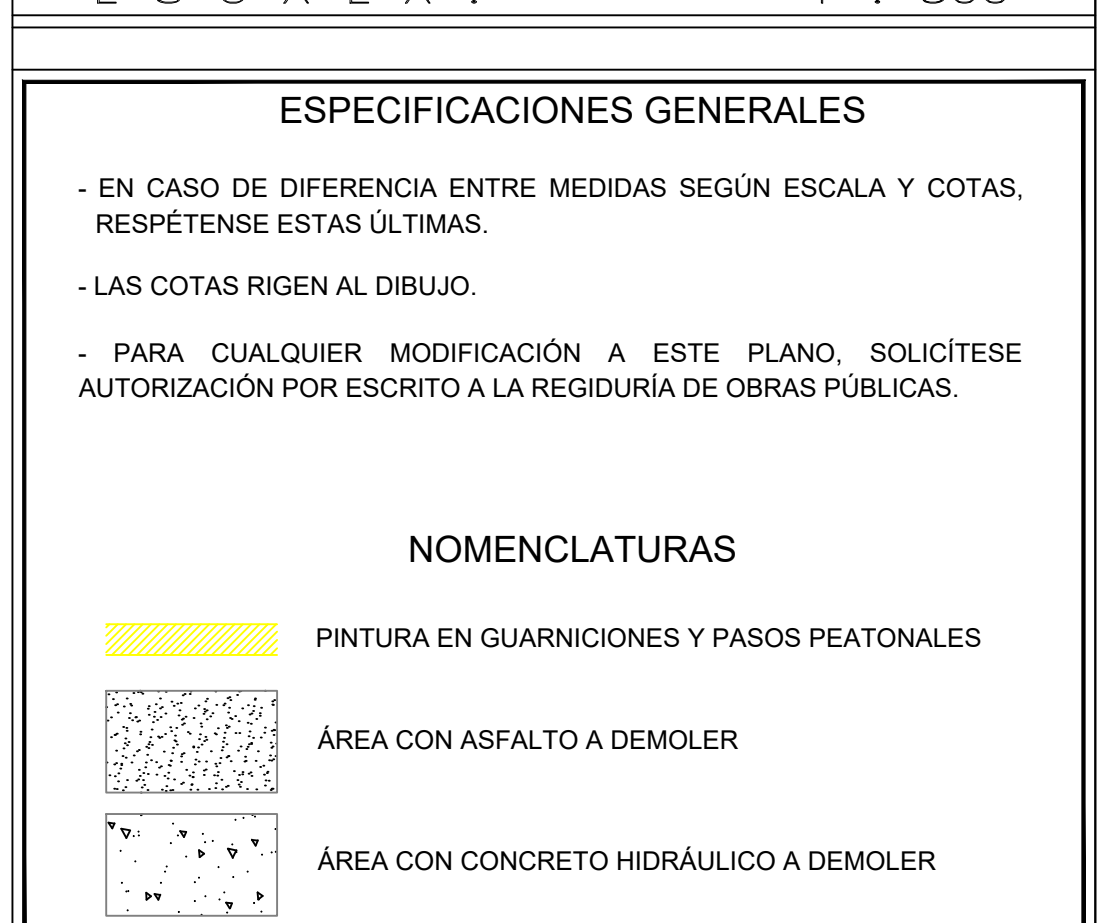 ESPECIFICACIONES GENERALES
- EN CASO DE DIFERENCIA ENTRE MEDIDAS SEGÚN ESCALA Y COTAS,
RESPÉTENSE ESTAS ÚLTIMAS.
- LAS COTAS RIGEN AL DIBUJO.
- PARA CUALQUIER MODIFICACIÓN A ESTE PLANO, SOLICÍTESE
AUTORIZACIÓN POR ESCRITO A LA REGIDURÍA DE OBRAS PÚBLICAS.
NOMENCLATURAS
PINTURA EN GUARNICIONES Y PASOS PEATONALES
ÁREA CON ASFALTO A DEMOLER
ÁREA CON CONCRETO HIDRÁULICO A DEMOLER